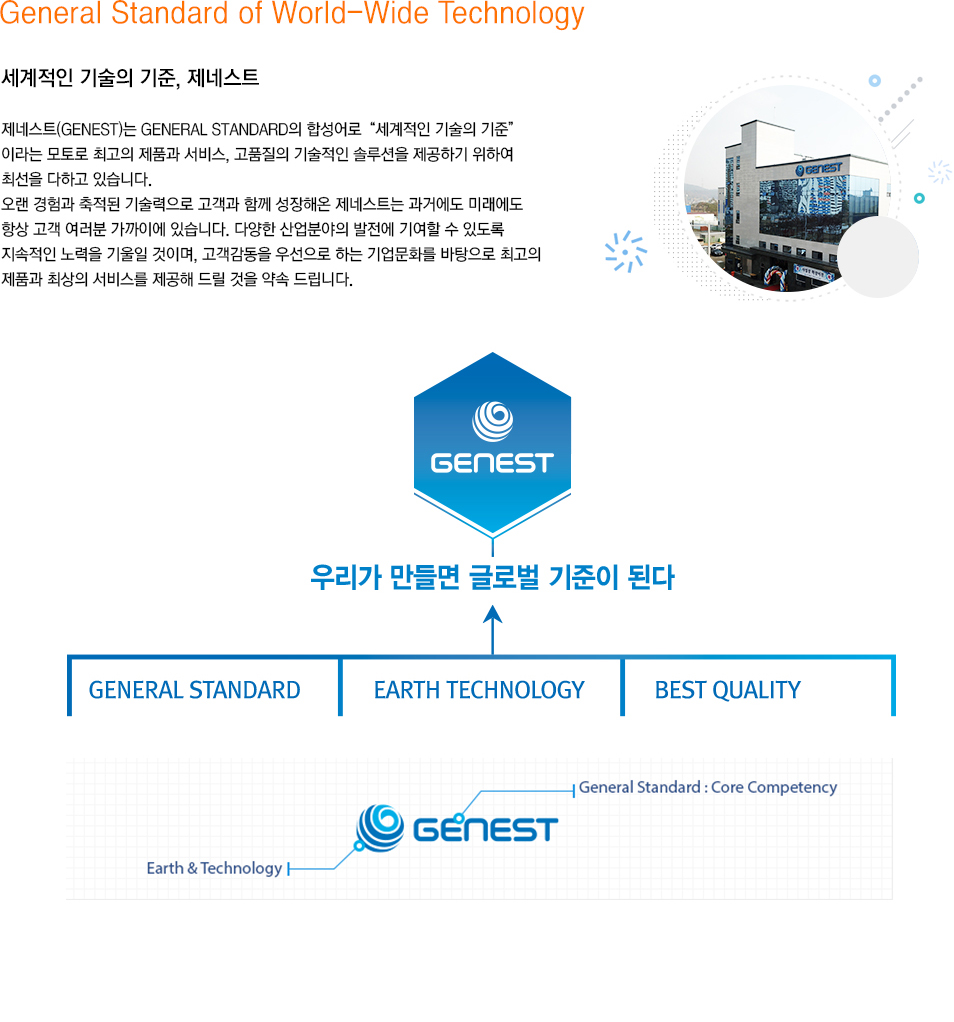 General Standard of World-Wide Technology
세계적인 기술의 기준, 제네스트
제네스트(GENEST)는 GENERAL STANDARD의 합성어로 “세계적인 기술의 기준”
이라는 모토로 최고의 제품과 서비스, 고품질의 기술적인 솔루션을 제공하기 위하여
최선을 다하고 있습니다.
오랜 경험과 축적된 기술력으로 고객과 함께 성장해온 제네스트는 과거에도 미래에도
항상 고객 여러분 가까이에 있습니다. 다양한 산업분야의 발전에 기여할 수 있도록
지속적인 노력을 기울일 것이며, 고객감동을 우선으로 하는 기업문화를 바탕으로 최고의
제품과 최상의 서비스를 제공해 드릴 것을 약속 드립니다.
GENEST
GENEST
우리가 만들면 글로벌 기준이 된다
GENERAL STANDARD
EARTH TECHNOLOGY
BEST QUALITY
General Standard : Core Competency
GENEST
Earth & Technology